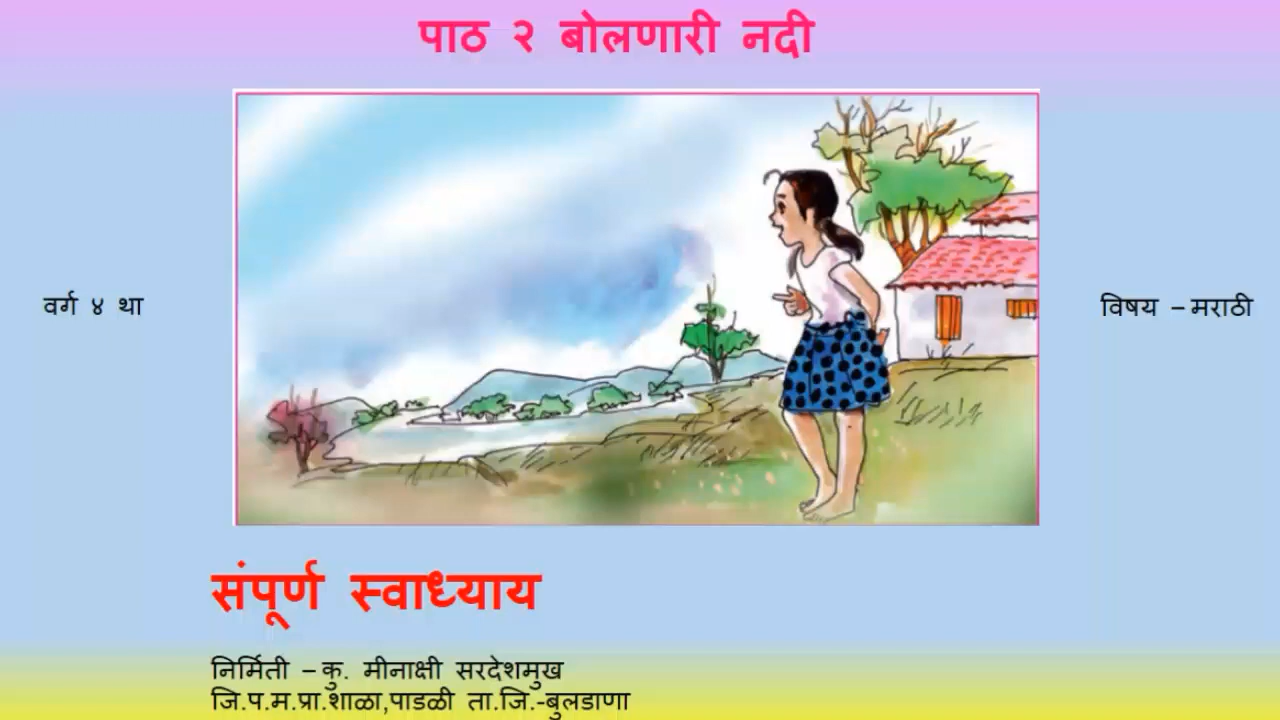 पाठ २ बोलणारी नदी
वर्ग ४ था
विषय – मराठी
संपूर्ण स्वाध्याय
निर्मिती – कु. मीनाक्षी सरदेशमुख
जि.प.म.प्रा.शाळा,पाडळी ता.जि.-बुलडाणा